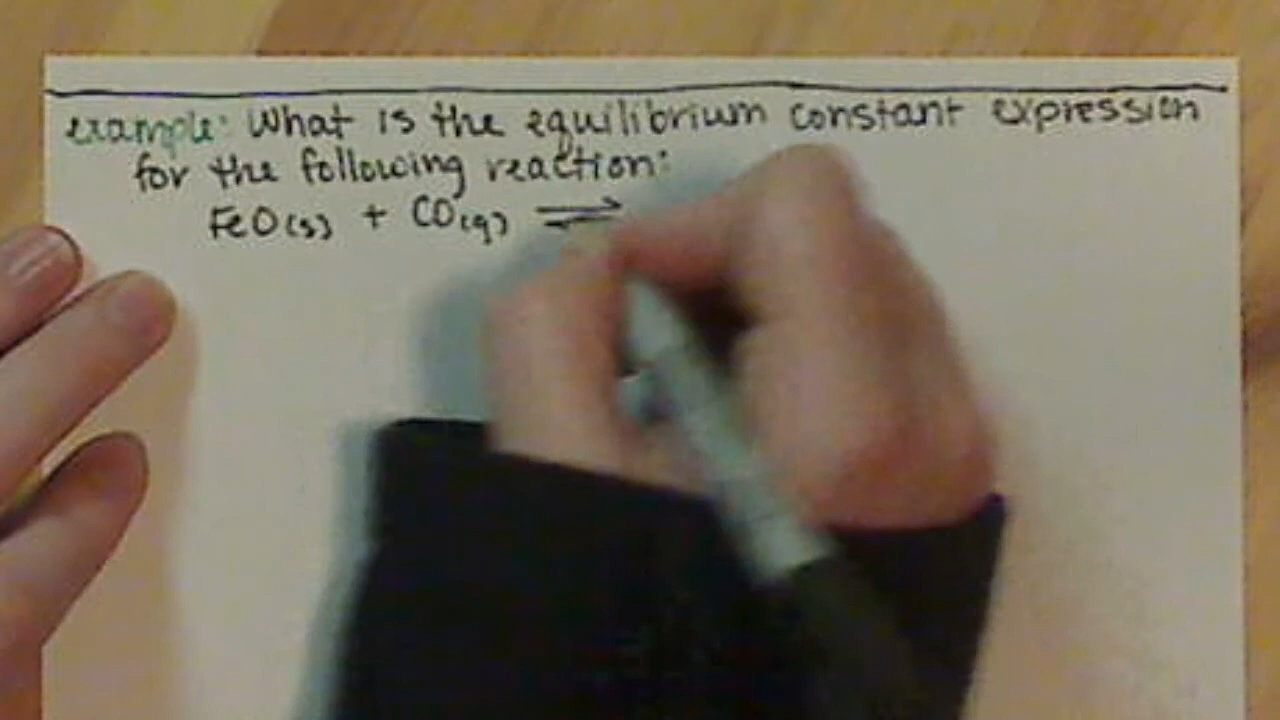 example: What is the equilibrium constant expression
for the following reaction:
FeO(s) + CO(g) ⇌